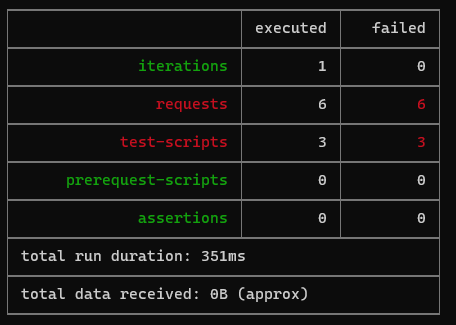 executed failed
iterations 1 0
requests 6 6
test-scripts 3 3
prerequest-scripts 0 0
assertions 0 0
total run duration: 351ms
total data received: 0B (approx)